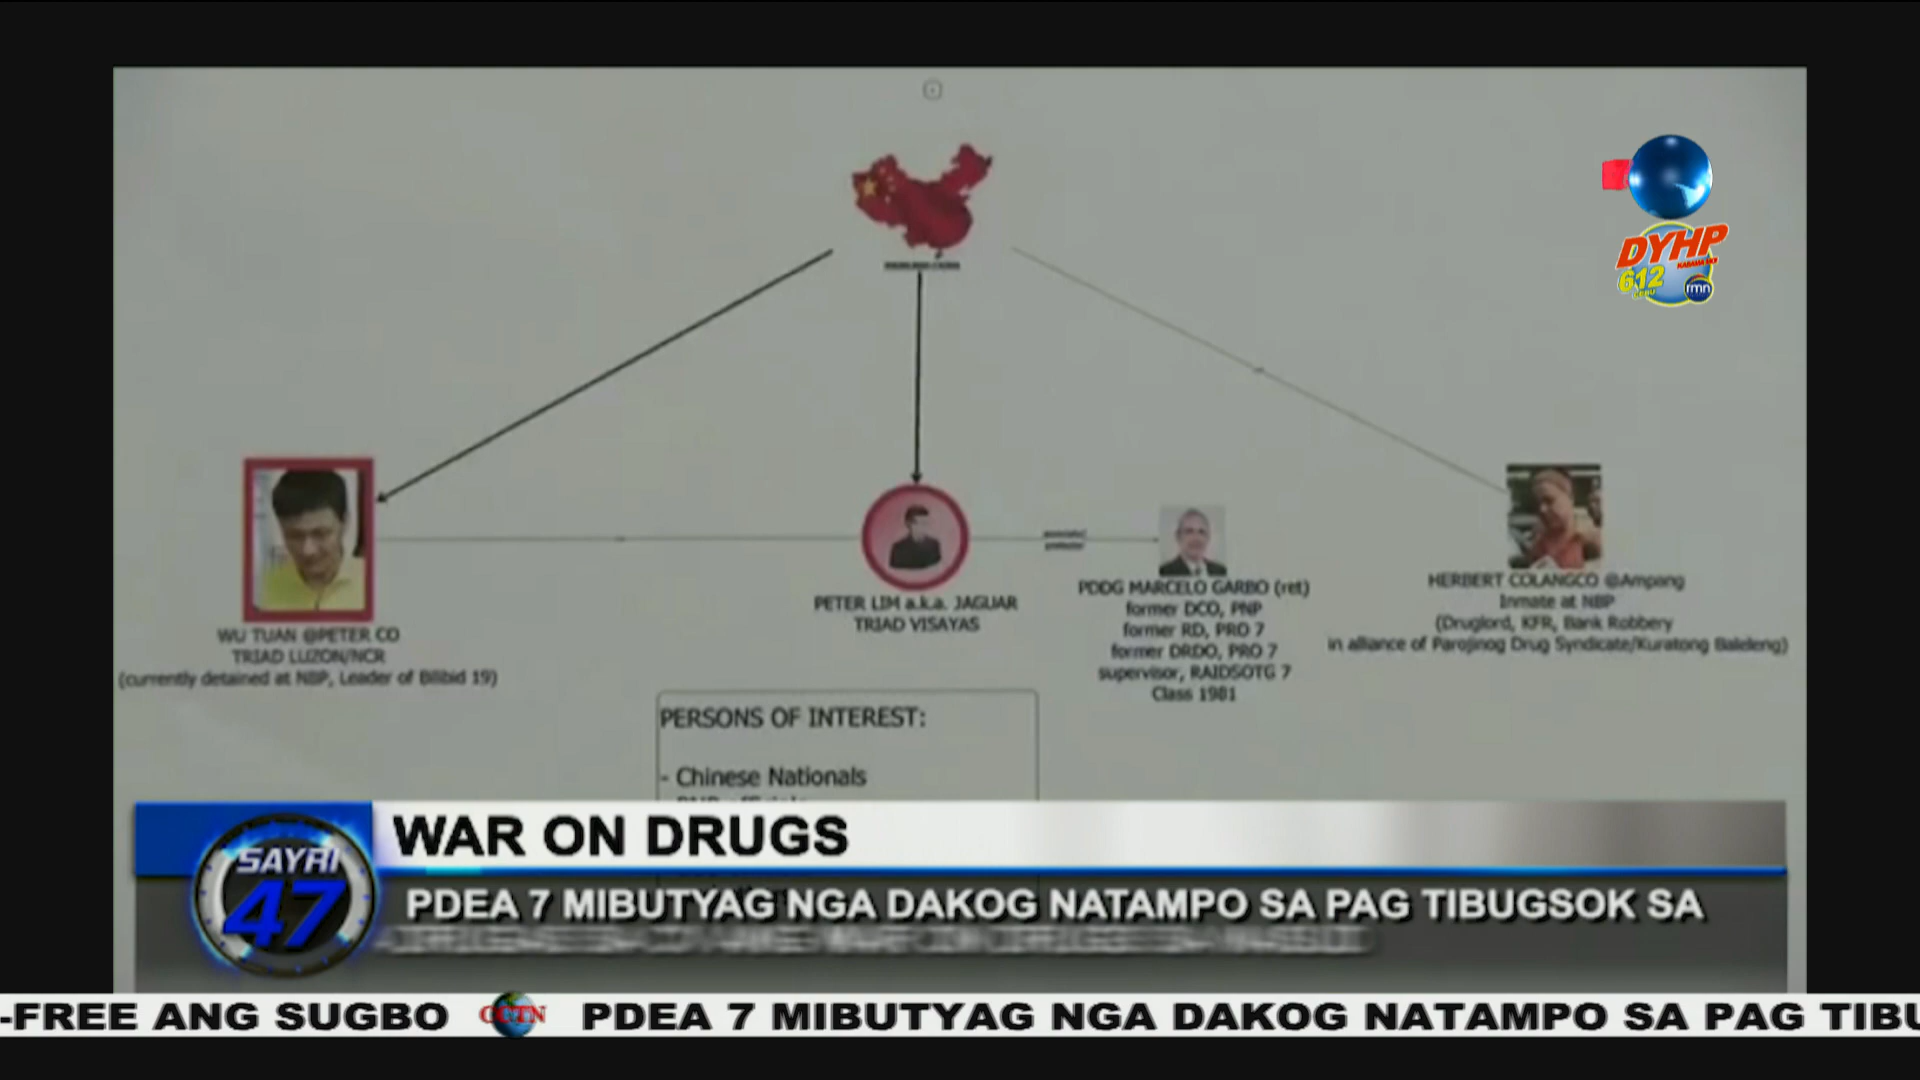 DYHP
612
rmn
WU TUAN @PETER CO
TRIAD LUZON/NCR
(currently detained at NBP, Leader of Bilibid 19)
PETER LIM a.k.a. JAGUAR
TRIAD VISAYAS
PDDG MARCELO GARBO (ret)
former DCO, PNP
former RD, PRO 7
former DRDO, PRO 7
supervisor, RAIDSOTG 7
Class 1981
HERBERT COLANGCO @Ampang
Inmate at NBP
(Druglord, KFR, Bank Robbery
in alliance of Parojinog Drug Syndicate/Kuratong Baleleng)
PERSONS OF INTEREST:
- Chinese Nationals
SAYRI
47
WAR ON DRUGS
PDEA 7 MIBUTYAG NGA DAKOG NATAMPO SA PAG TIBUGSOK SA
-FREE ANG SUGBO CCTN PDEA 7 MIBUTYAG NGA DAKOG NATAMPO SA PAG TIBU